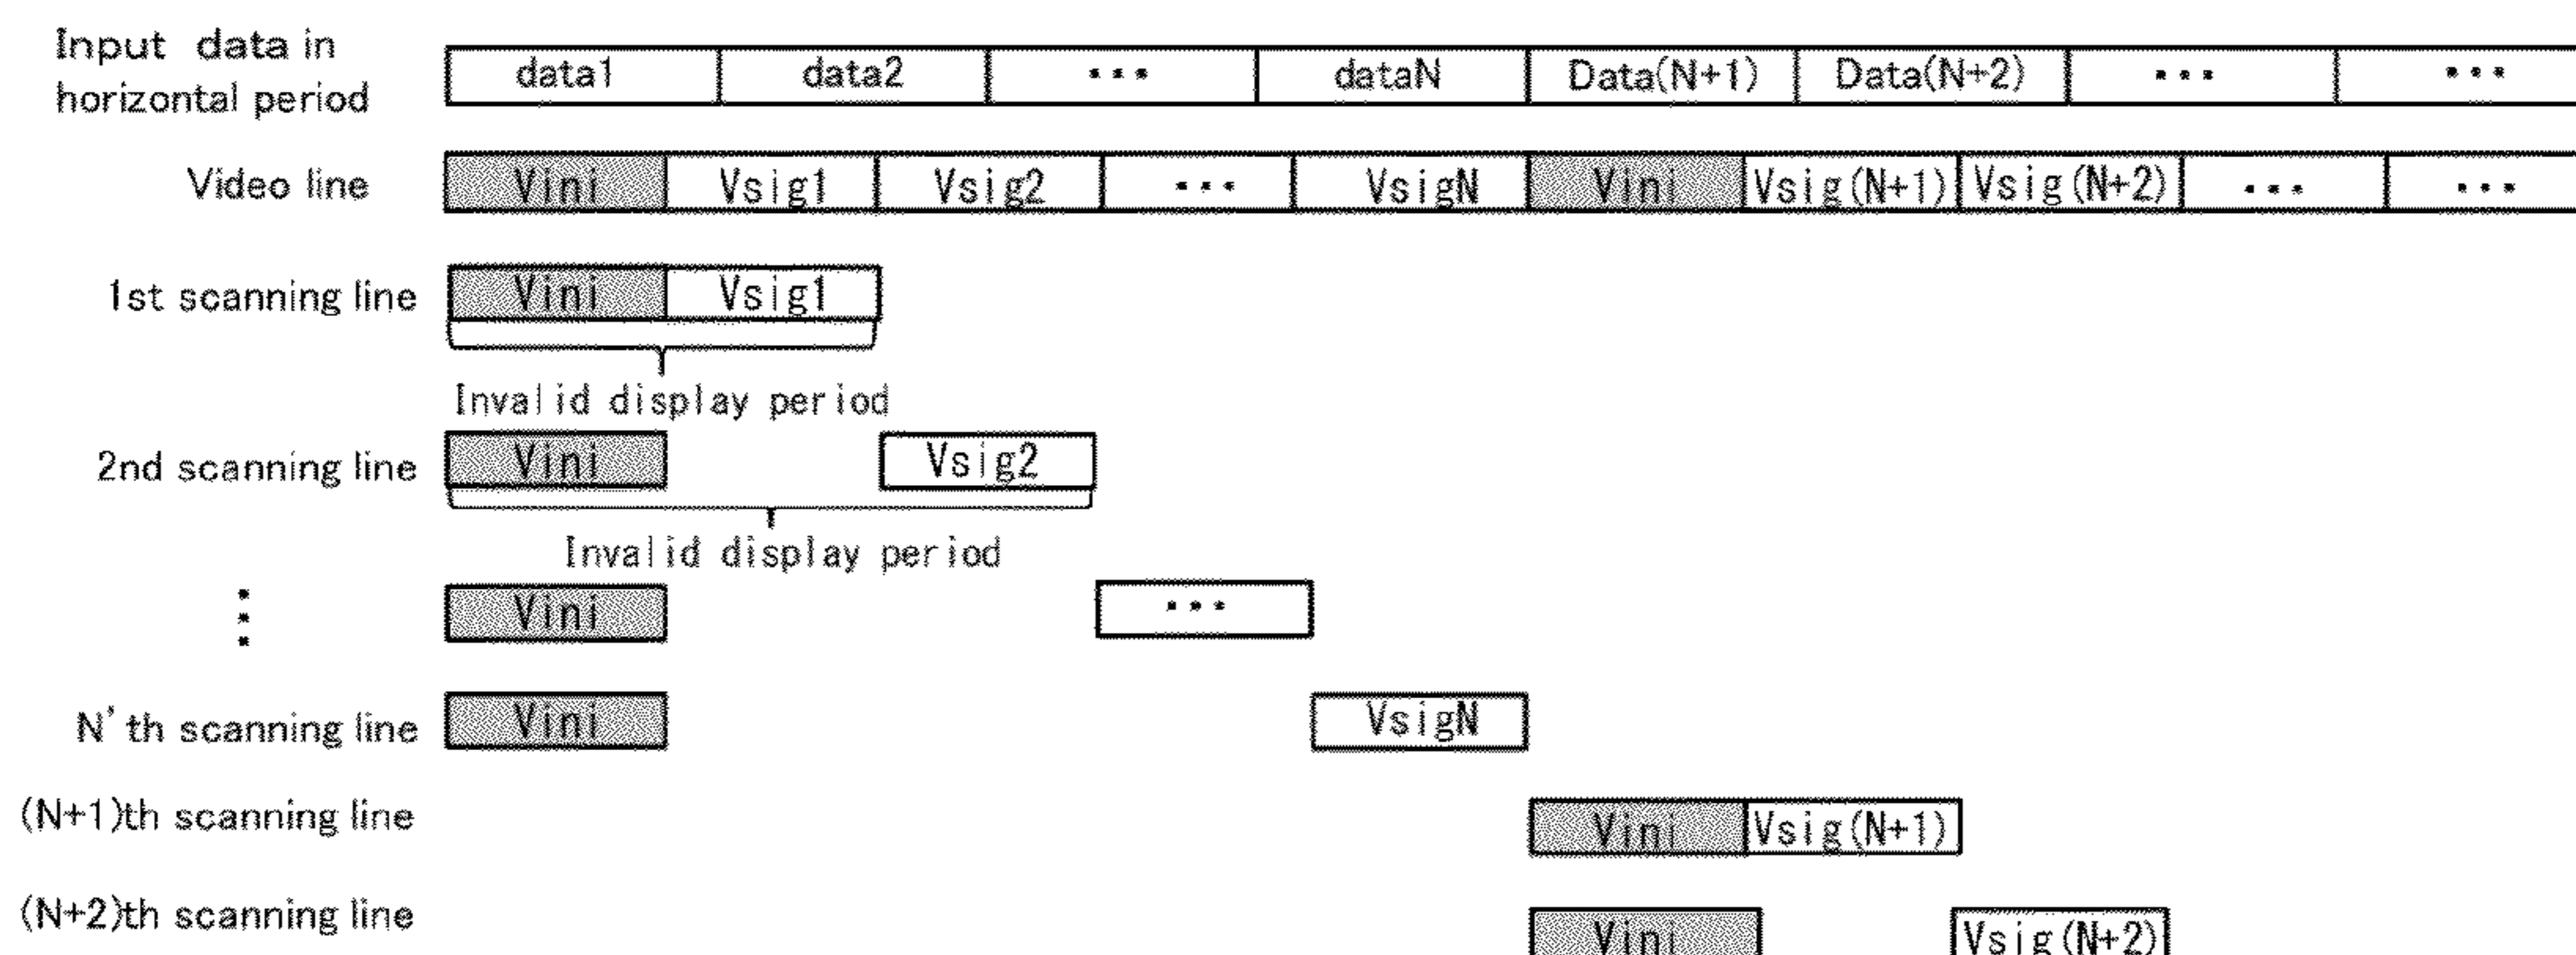 Input data in
horizontal period
data1 data2 ... dataN Data(N+1) Data(N+2) ... ...
Video line Vini Vsig1 Vsig2 ... VsigN Vini Vsig(N+1) Vsig(N+2) ... ...
1st scanning line Vini Vsig1
Invalid display period
2nd scanning line Vini Vsig2
Invalid display period
Vini ...
N'th scanning line Vini VsigN
(N+1)th scanning line Vini Vsig(N+1)
(N+2)th scanning line Vini Vsig(N+2)